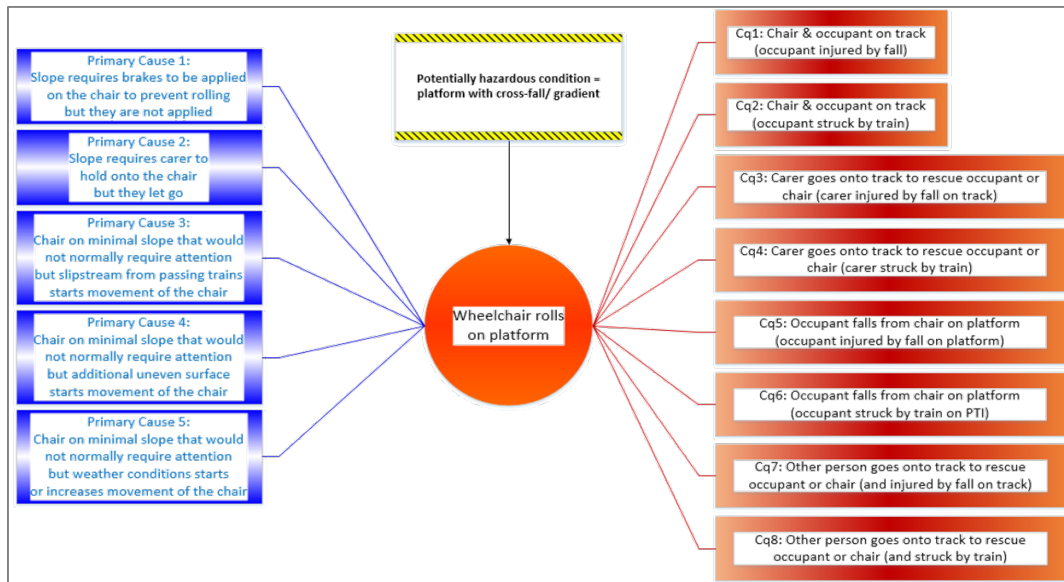 Primary Cause 1:
Slope requires brakes to be applied
on the chair to prevent rolling
but they are not applied
Primary Cause 2:
Slope requires carer to
hold onto the chair
but they let go
Primary Cause 3:
Chair on minimal slope that would
not normally require attention
but slipstream from passing trains
starts movement of the chair
Primary Cause 4:
Chair on minimal slope that would
not normally require attention
but additional uneven surface
starts movement of the chair
Primary Cause 5:
Chair on minimal slope that would
not normally require attention
but weather conditions starts
or increases movement of the chair
Potentially hazardous condition =
platform with cross-fall/ gradient
Wheelchair rolls
on platform
Cq1: Chair & occupant on track
(occupant injured by fall)
Cq2: Chair & occupant on track
(occupant struck by train)
Cq3: Carer goes onto track to rescue occupant or
chair (carer injured by fall on track)
Cq4: Carer goes onto track to rescue occupant or
chair (carer struck by train)
Cq5: Occupant falls from chair on platform
(occupant injured by fall on platform)
Cq6: Occupant falls from chair on platform
(occupant struck by train on PTI)
Cq7: Other person goes onto track to rescue
occupant or chair (and injured by fall on track)
Cq8: Other person goes onto track to rescue
occupant or chair (and struck by train)